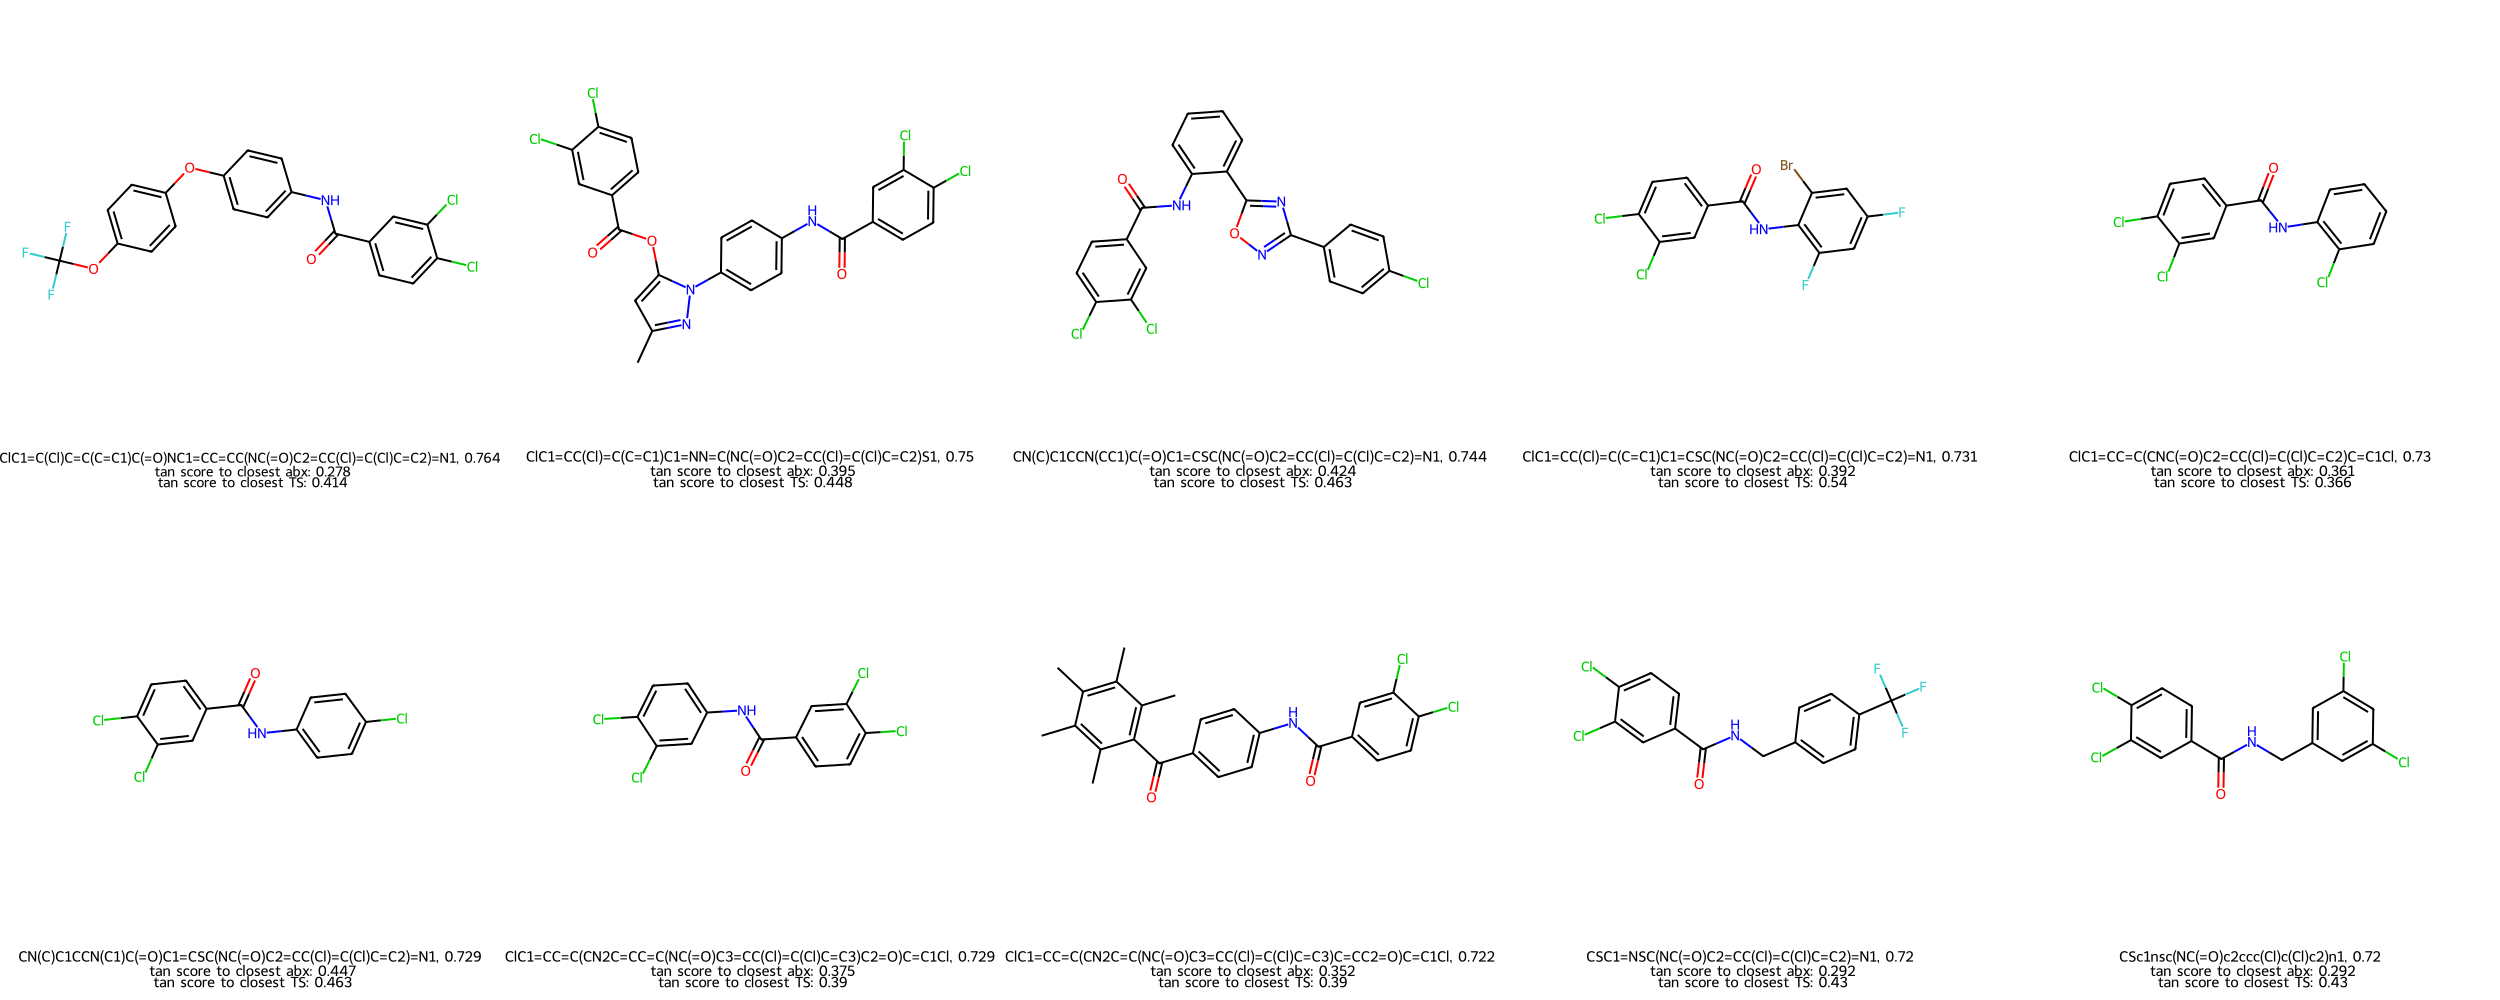 ClC1=C(Cl)C=C(C=C1)C(=O)NC1=CC=CC(NC(=O)C2=CC(Cl)=C(Cl)C=C2)=N1, 0.764
tan score to closest abx: 0.278
tan score to closest TS: 0.414
ClC1=CC(Cl)=C(C=C1)C1=NN=C(NC(=O)C2=CC(Cl)=C(Cl)C=C2)S1, 0.75
tan score to closest abx: 0.395
tan score to closest TS: 0.448
CN(C)C1CCN(CC1)C(=O)C1=CSC(NC(=O)C2=CC(Cl)=C(Cl)C=C2)=N1, 0.744
tan score to closest abx: 0.424
tan score to closest TS: 0.463
ClC1=CC(Cl)=C(C=C1)C1=CSC(NC(=O)C2=CC(Cl)=C(Cl)C=C2)=N1, 0.731
tan score to closest abx: 0.392
tan score to closest TS: 0.54
ClC1=CC=C(CNC(=O)C2=CC(Cl)=C(Cl)C=C2)C=C1Cl, 0.73
tan score to closest abx: 0.361
tan score to closest TS: 0.366
CN(C)C1CCN(C1)C(=O)C1=CSC(NC(=O)C2=CC(Cl)=C(Cl)C=C2)=N1, 0.729
tan score to closest abx: 0.447
tan score to closest TS: 0.463
ClC1=CC=C(CN2C=CC=C(NC(=O)C3=CC(Cl)=C(Cl)C=C3)C2=O)C=C1Cl, 0.729
tan score to closest abx: 0.375
tan score to closest TS: 0.39
ClC1=CC=C(CN2C=C(NC(=O)C3=CC(Cl)=C(Cl)C=C3)C=CC2=O)C=C1Cl, 0.722
tan score to closest abx: 0.352
tan score to closest TS: 0.39
CSC1=NSC(NC(=O)C2=CC(Cl)=C(Cl)C=C2)=N1, 0.72
tan score to closest abx: 0.292
tan score to closest TS: 0.43
CSc1nsc(NC(=O)c2ccc(Cl)c(Cl)c2)n1, 0.72
tan score to closest abx: 0.292
tan score to closest TS: 0.43